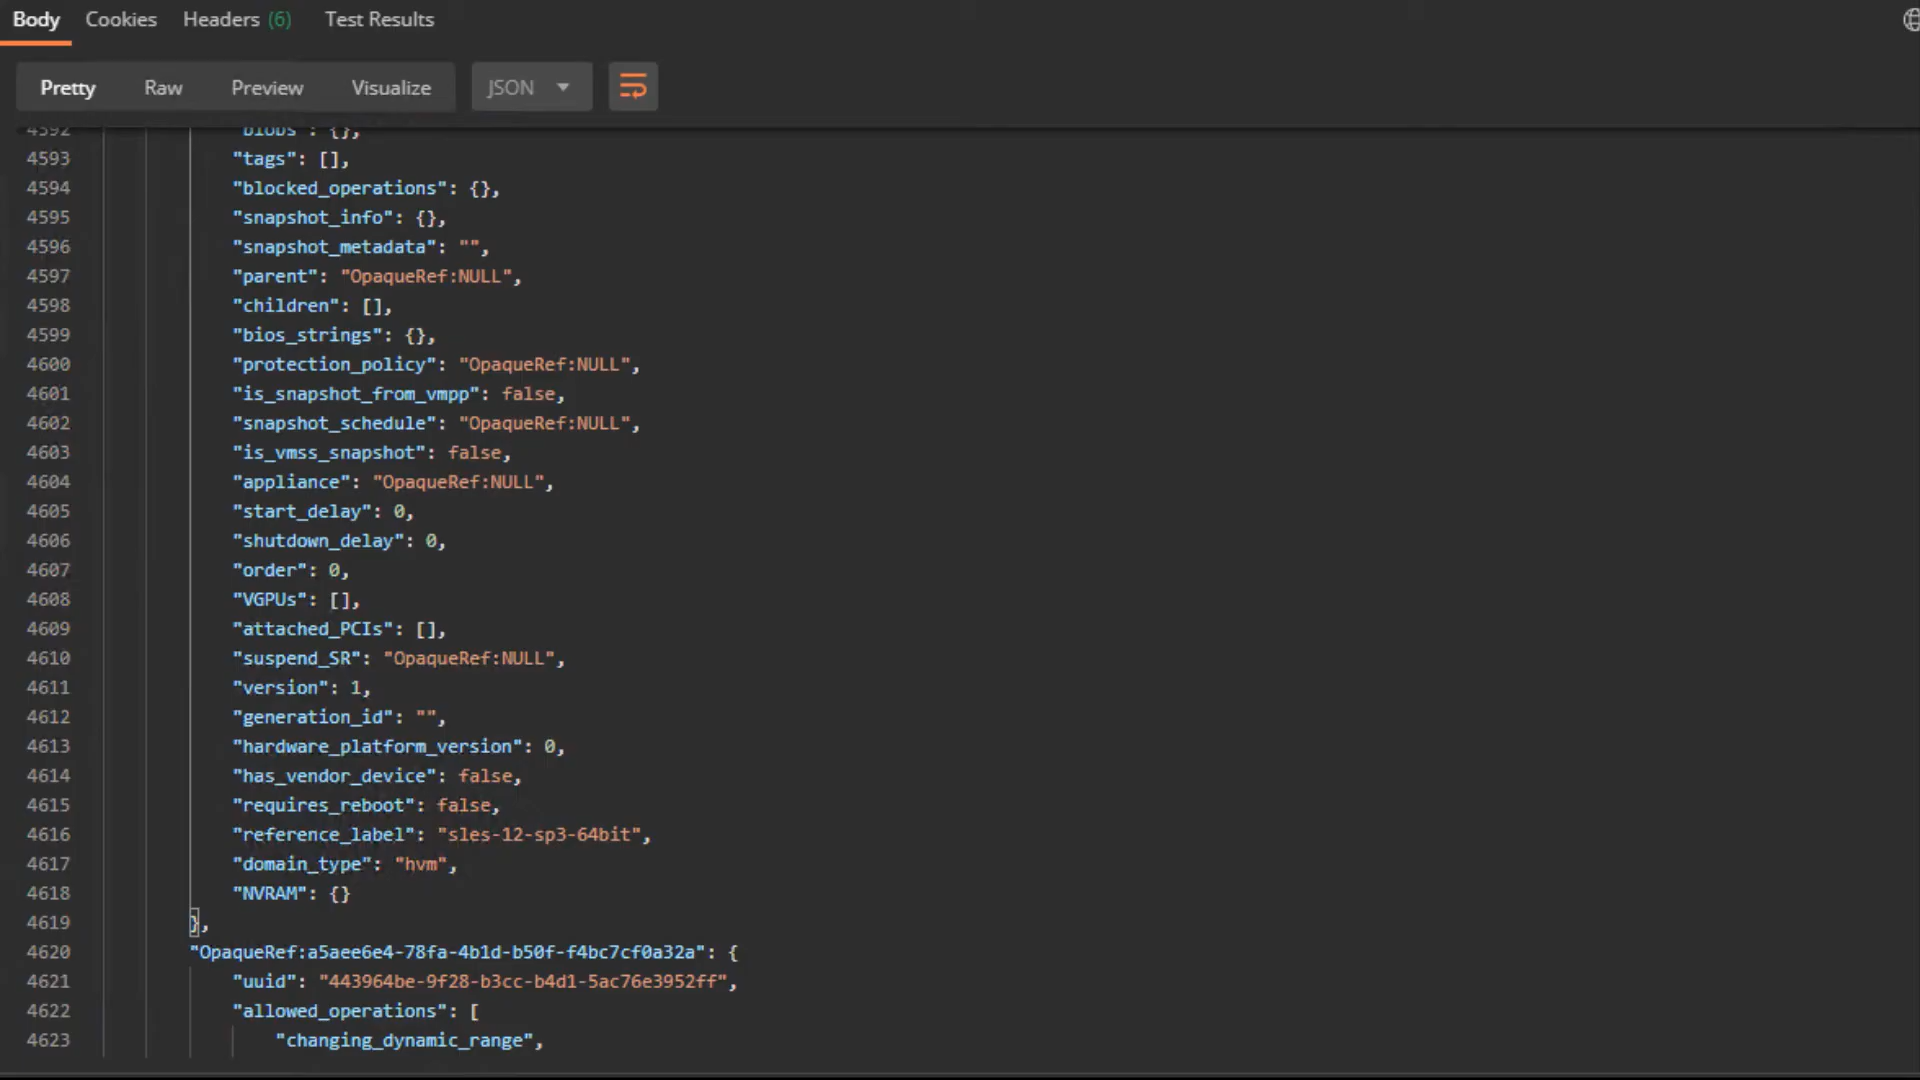 Body Cookies Headers (6) Test Results
Pretty Raw Preview Visualize JSON
4592 "blobs": {},
4593 "tags": [],
4594 "blocked_operations": {},
4595 "snapshot_info": {},
4596 "snapshot_metadata": "",
4597 "parent": "OpaqueRef:NULL",
4598 "children": [],
4599 "bios_strings": {},
4600 "protection_policy": "OpaqueRef:NULL",
4601 "is_snapshot_from_vmpp": false,
4602 "snapshot_schedule": "OpaqueRef:NULL",
4603 "is_vmss_snapshot": false,
4604 "appliance": "OpaqueRef:NULL",
4605 "start_delay": 0,
4606 "shutdown_delay": 0,
4607 "order": 0,
4608 "VGPUs": [],
4609 "attached_PCIs": [],
4610 "suspend_SR": "OpaqueRef:NULL",
4611 "version": 1,
4612 "generation_id": "",
4613 "hardware_platform_version": 0,
4614 "has_vendor_device": false,
4615 "requires_reboot": false,
4616 "reference_label": "sles-12-sp3-64bit",
4617 "domain_type": "hvm",
4618 "NVRAM": {}
4619 },
4620 "OpaqueRef:a5aee6e4-78fa-4b1d-b50f-f4bc7cf0a32a": {
4621 "uuid": "443964be-9f28-b3cc-b4d1-5ac76e3952ff",
4622 "allowed_operations": [
4623 "changing_dynamic_range",